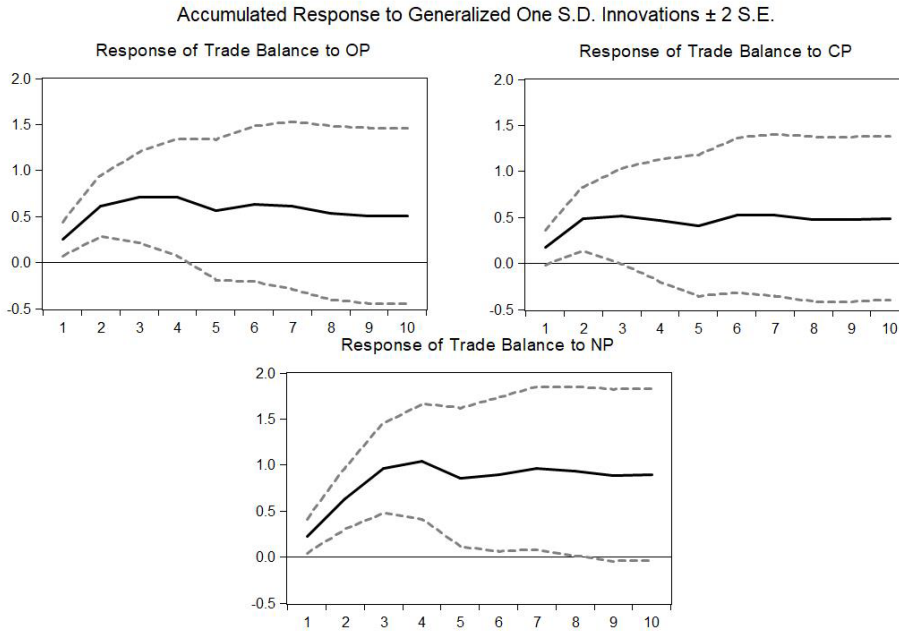 Accumulated Response to Generalized One S.D. Innovations ± 2 S.E.
Response of Trade Balance to OP
2.0
1.5
1.0
0.5
0.0
-0.5
1 2 3 4 5 6 7 8 9 10
Response of Trade Balance to CP
2.0
1.5
1.0
0.5
0.0
-0.5
1 2 3 4 5 6 7 8 9 10
Response of Trade Balance to NP
2.0
1.5
1.0
0.5
0.0
-0.5
1 2 3 4 5 6 7 8 9 10